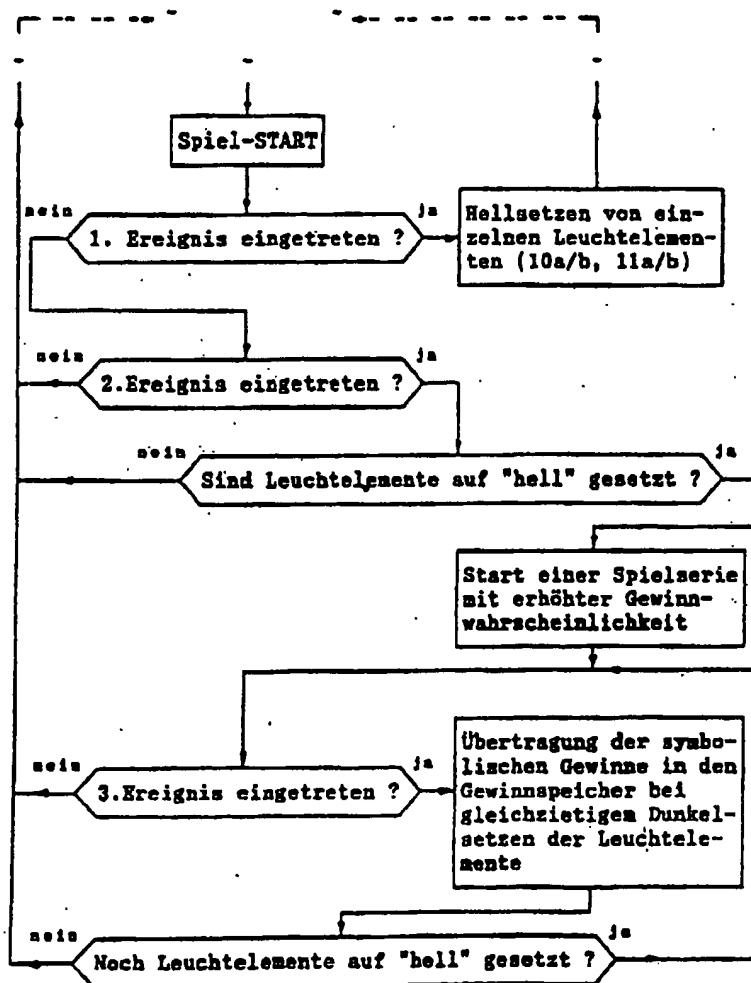 Spiel-START
nein
ja
1. Ereignis eingetreten ?
Hellsetzen von ein-
zelnen Leuchtelemen-
ten (10a/b, 11a/b)
nein
ja
2.Ereignis eingetreten ?
nein
ja
Sind Leuchtelemente auf "hell" gesetzt ?
Start einer Spielserie
mit erhöhter Gewinn-
wahrscheinlichkeit
nein
ja
3.Ereignis eingetreten ?
Übertragung der symbo-
lischen Gewinne in den
Gewinnspeicher bei
gleichzietigem Dunkel-
setzen der Leuchtele-
mente
nein
ja
Noch Leuchtelemente auf "hell" gesetzt ?